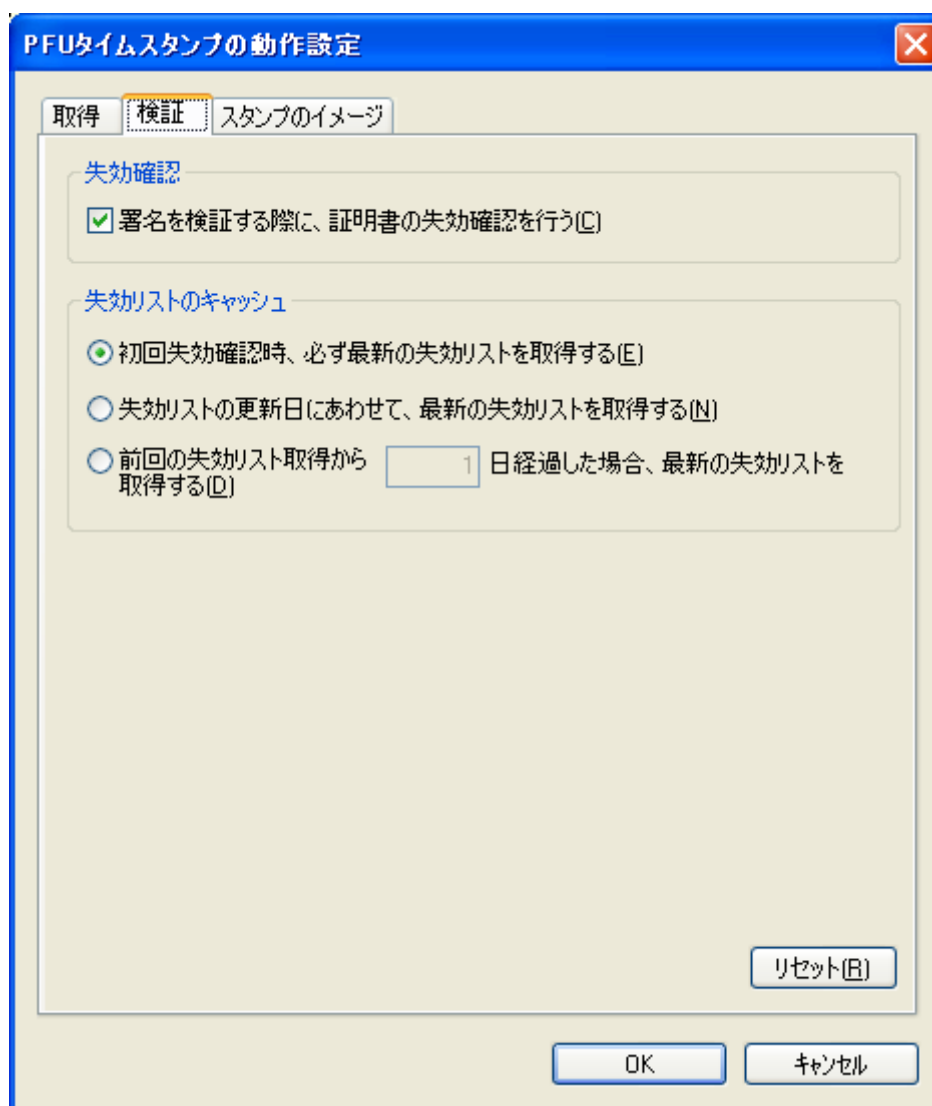 PFUタイムスタンプの動作設定
取得 検証 スタンプのイメージ
失効確認
署名を検証する際に、証明書の失効確認を行う(C)
失効リストのキャッシュ
初回失効確認時、必ず最新の失効リストを取得する(E)
失効リストの更新日にあわせて、最新の失効リストを取得する(N)
前回の失効リスト取得から 1 日経過した場合、最新の失効リストを
取得する(D)
リセット(R)
OK キャンセル